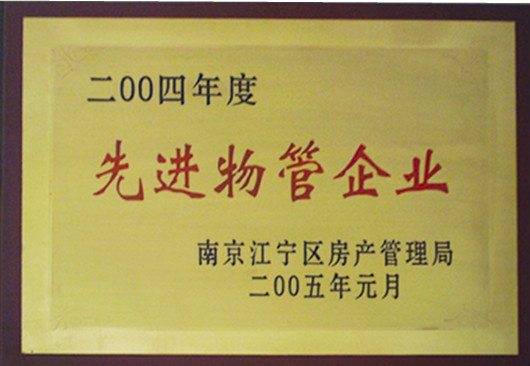 二00四年度
先进物管企业
南京江宁区房产管理局
二00五年元月